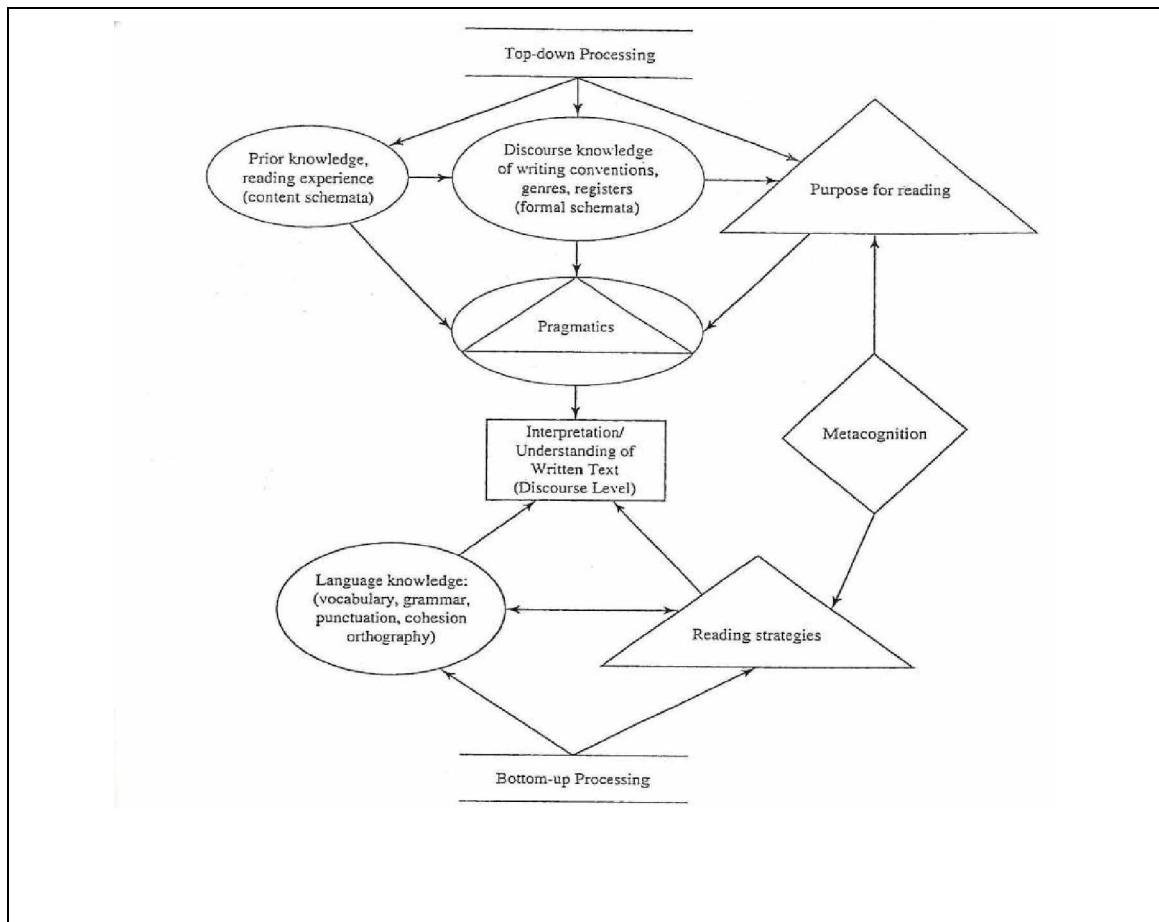 Top-down Processing
Prior knowledge,
reading experience
(content schemata)
Discourse knowledge
of writing conventions,
genres, registers
(formal schemata)
Purpose for reading
Pragmatics
Interpretation/
Understanding of
Written Text
(Discourse Level)
Metacognition
Language knowledge:
(vocabulary, grammar,
punctuation, cohesion
orthography)
Reading strategies
Bottom-up Processing